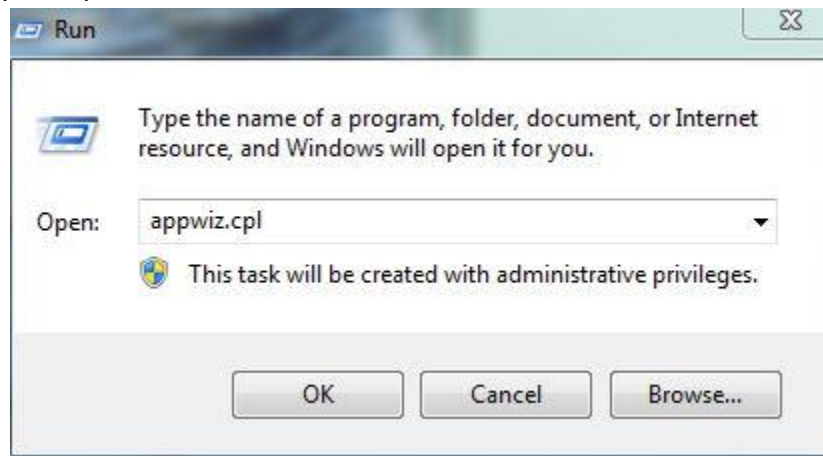 Run
Type the name of a program, folder, document, or Internet
resource, and Windows will open it for you.
Open: appwiz.cpl
This task will be created with administrative privileges.
OK Cancel Browse...